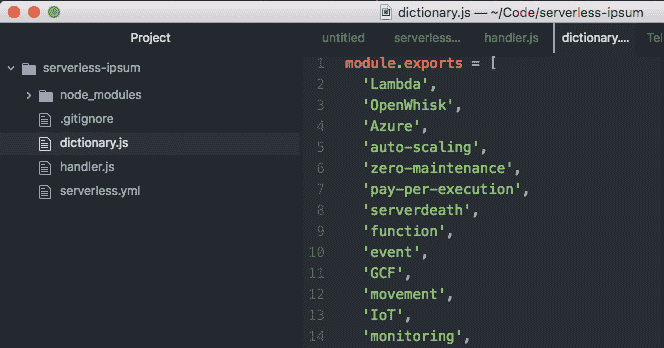 dictionary.js — ~/Code/serverless-ipsum
Project
untitled serverless... handler.js dictionary.... Tel
serverless-ipsum
node_modules
.gitignore
dictionary.js
handler.js
serverless.yml
1 module.exports = [
2 'Lambda',
3 'OpenWhisk',
4 'Azure',
5 'auto-scaling',
6 'zero-maintenance',
7 'pay-per-execution',
8 'serverdeath',
9 'function',
10 'event',
11 'GCF',
12 'movement',
13 'IoT',
14 'monitoring',